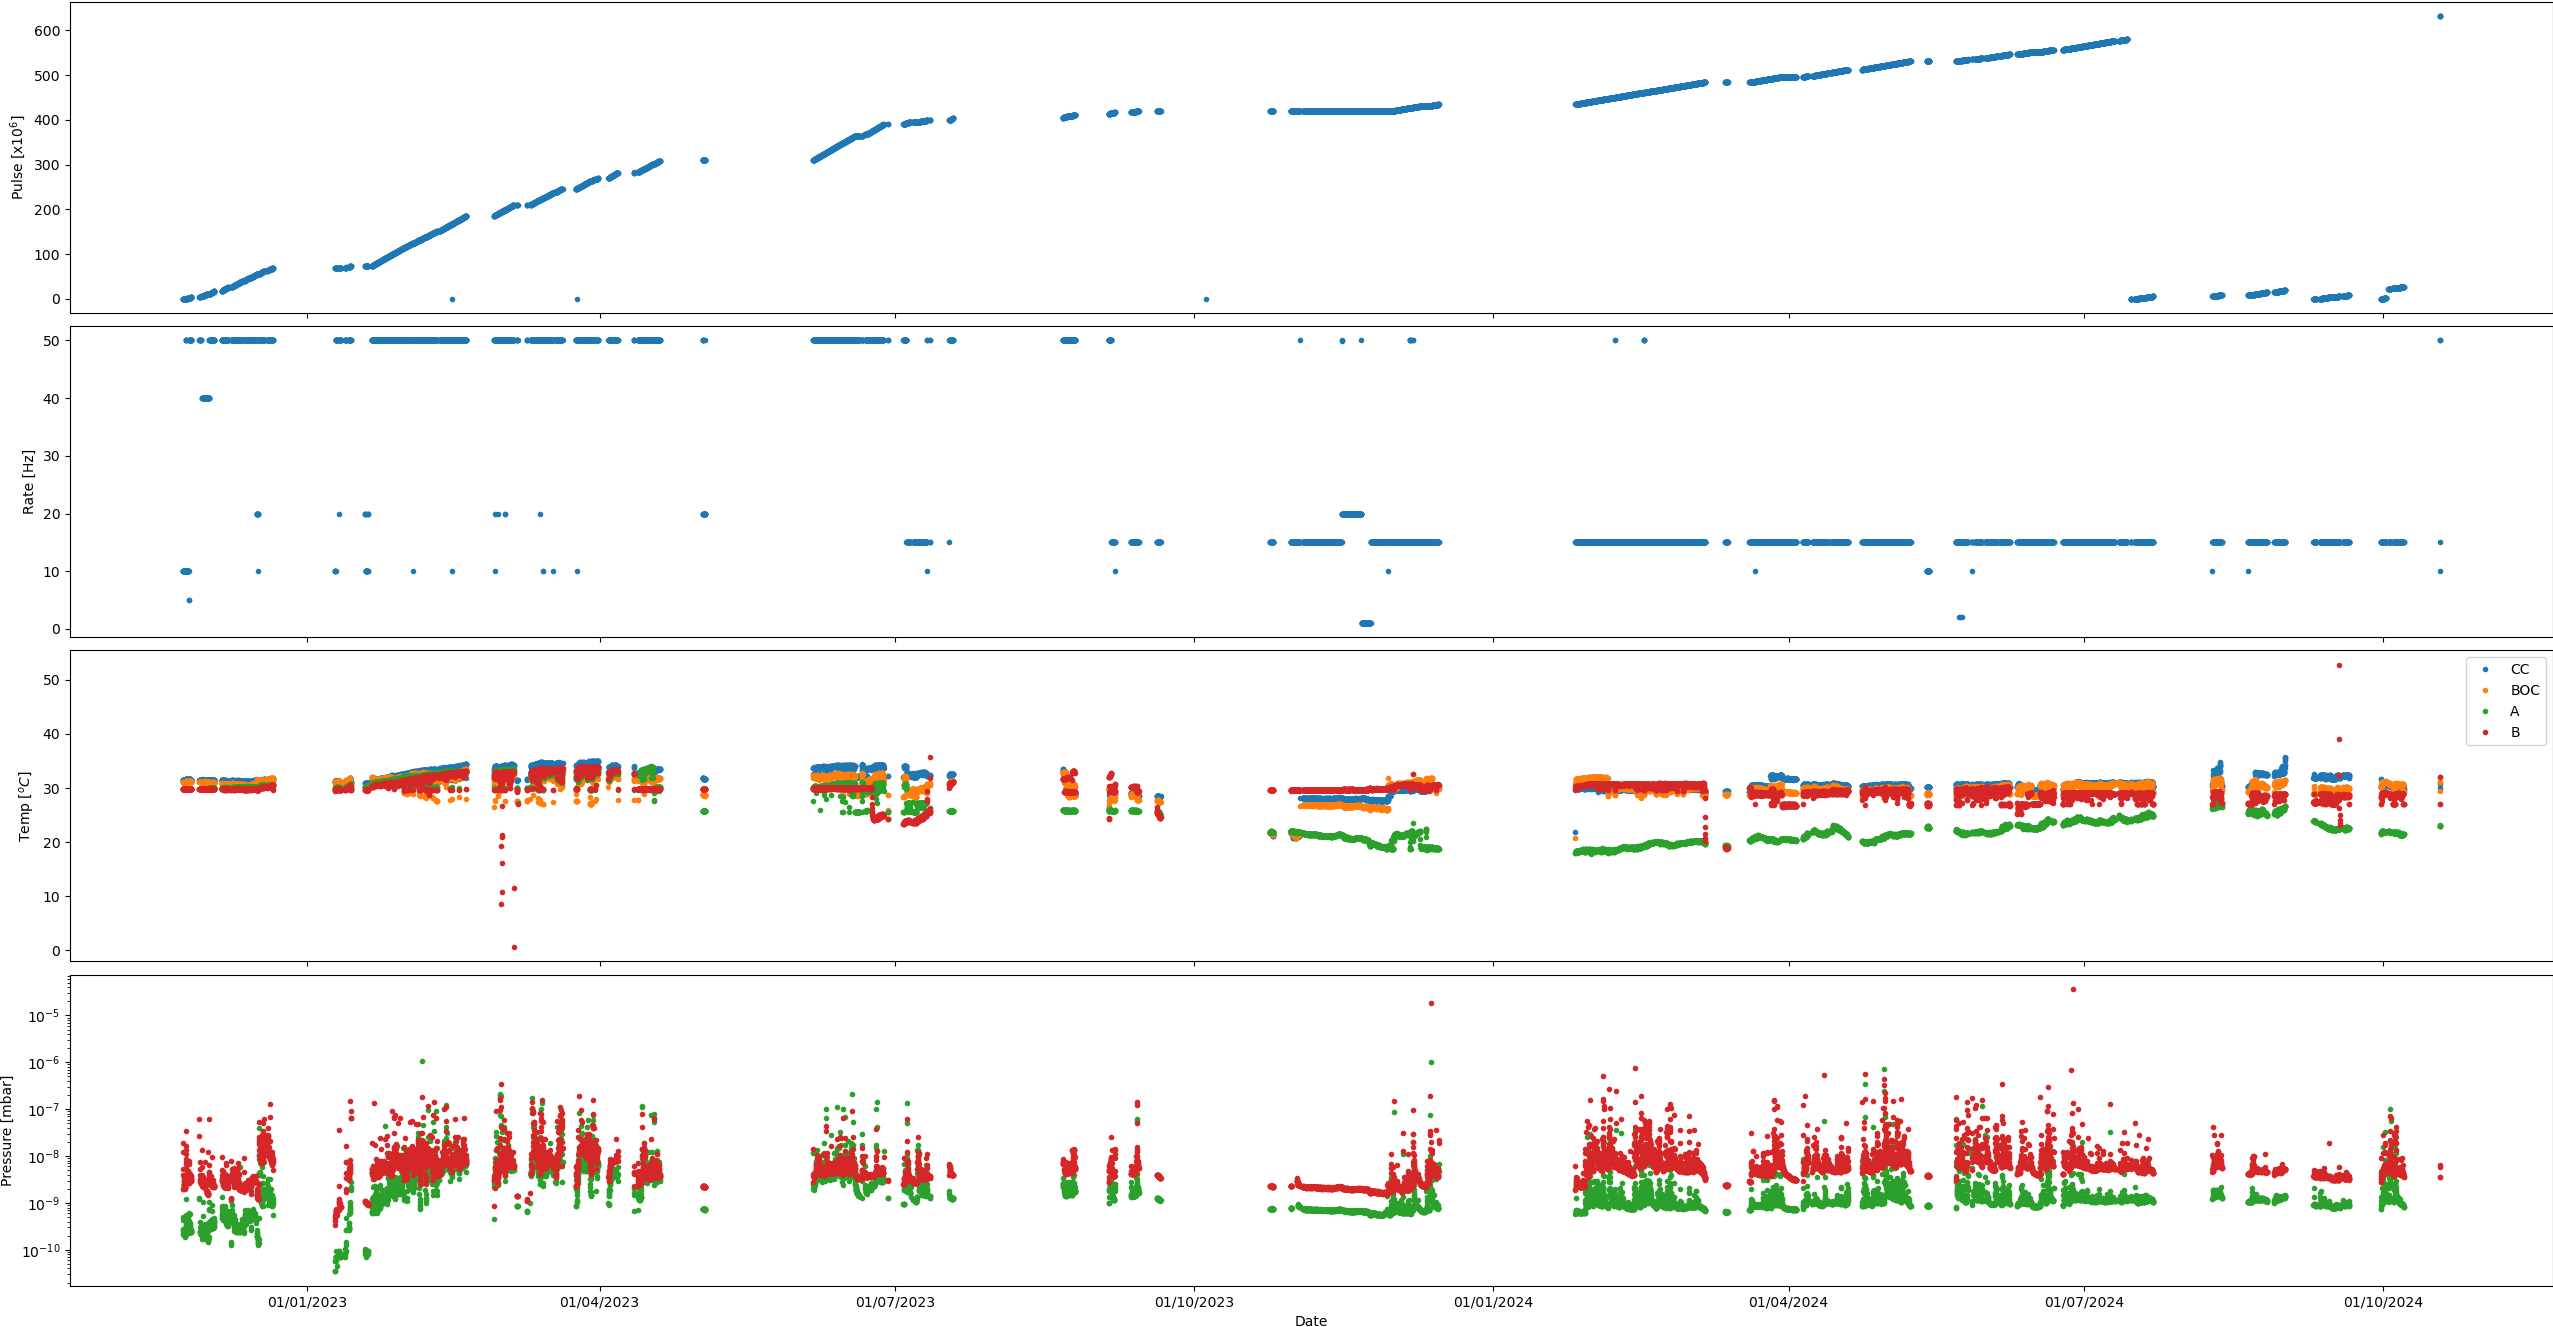 Pulse [x10⁶]
600
500
400
300
200
100
0
Rate [Hz]
50
40
30
20
10
0
Temp [°C]
50
40
30
20
10
0
CC
BOC
A
B
Pressure [mbar]
10⁻⁵
10⁻⁶
10⁻⁷
10⁻⁸
10⁻⁹
10⁻¹⁰
01/01/2023 01/04/2023 01/07/2023 01/10/2023 01/01/2024 01/04/2024 01/07/2024 01/10/2024
Date